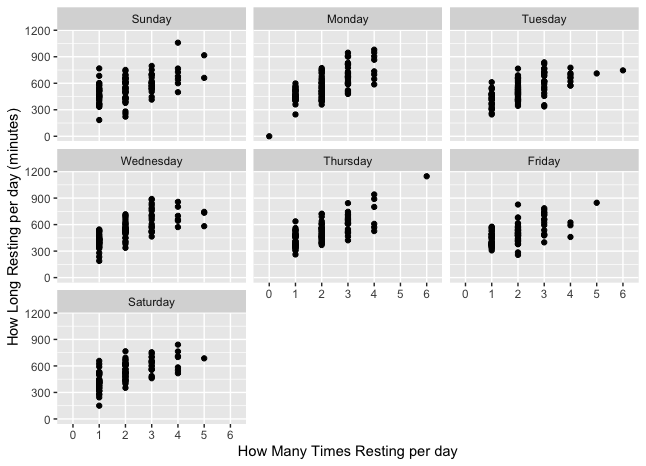 Sunday Monday Tuesday
1200
900
600
300
0
Wednesday Thursday Friday
1200
900
600
300
0
0 1 2 3 4 5 6 0 1 2 3 4 5 6
Saturday
1200
900
600
300
0
0 1 2 3 4 5 6
How Long Resting per day (minutes)
How Many Times Resting per day